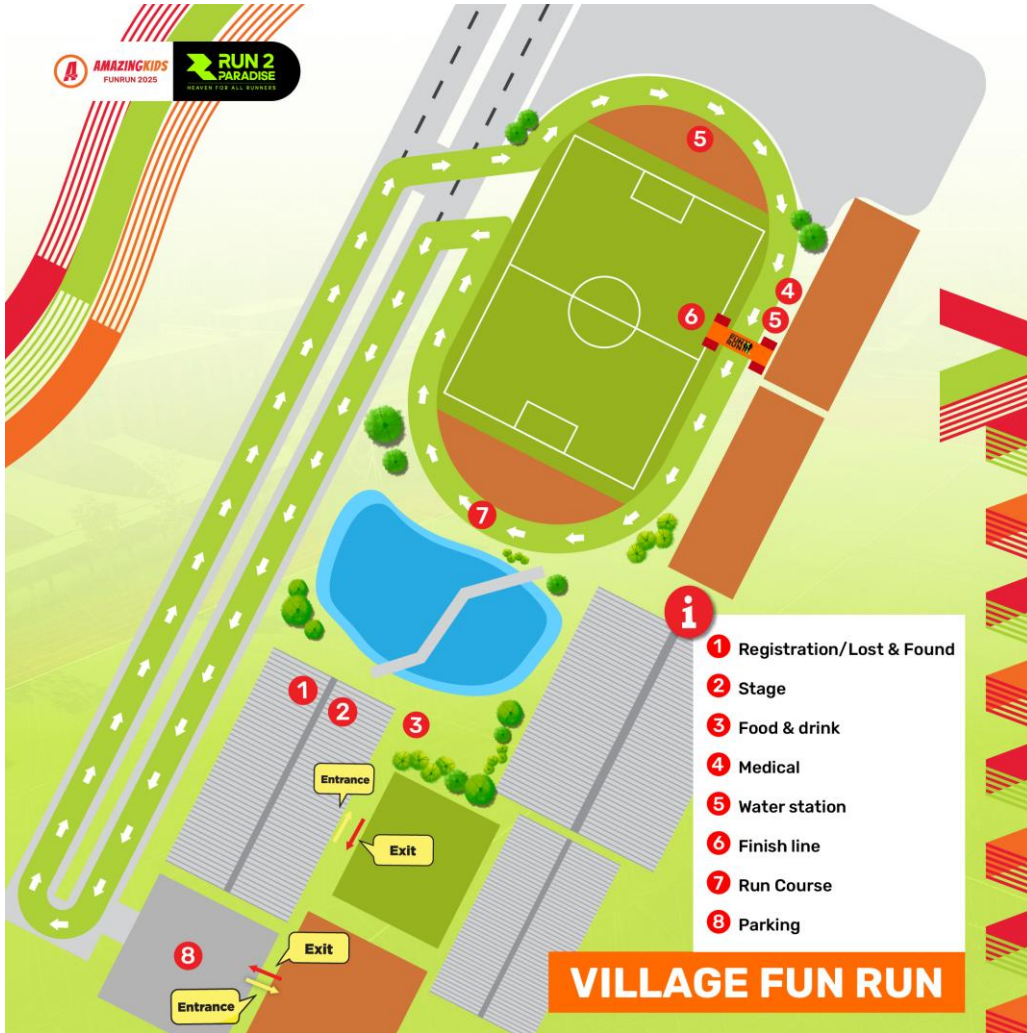 AMAZINGKIDS
FUNRUN 2025
RUN 2
PARADISE
HEAVEN FOR ALL RUNNERS
5
4
5
6
FUN
RUN
7
1
2
3
Entrance
Exit
8
Exit
Entrance
i
1 Registration/Lost & Found
2 Stage
3 Food & drink
4 Medical
5 Water station
6 Finish line
7 Run Course
8 Parking
VILLAGE FUN RUN